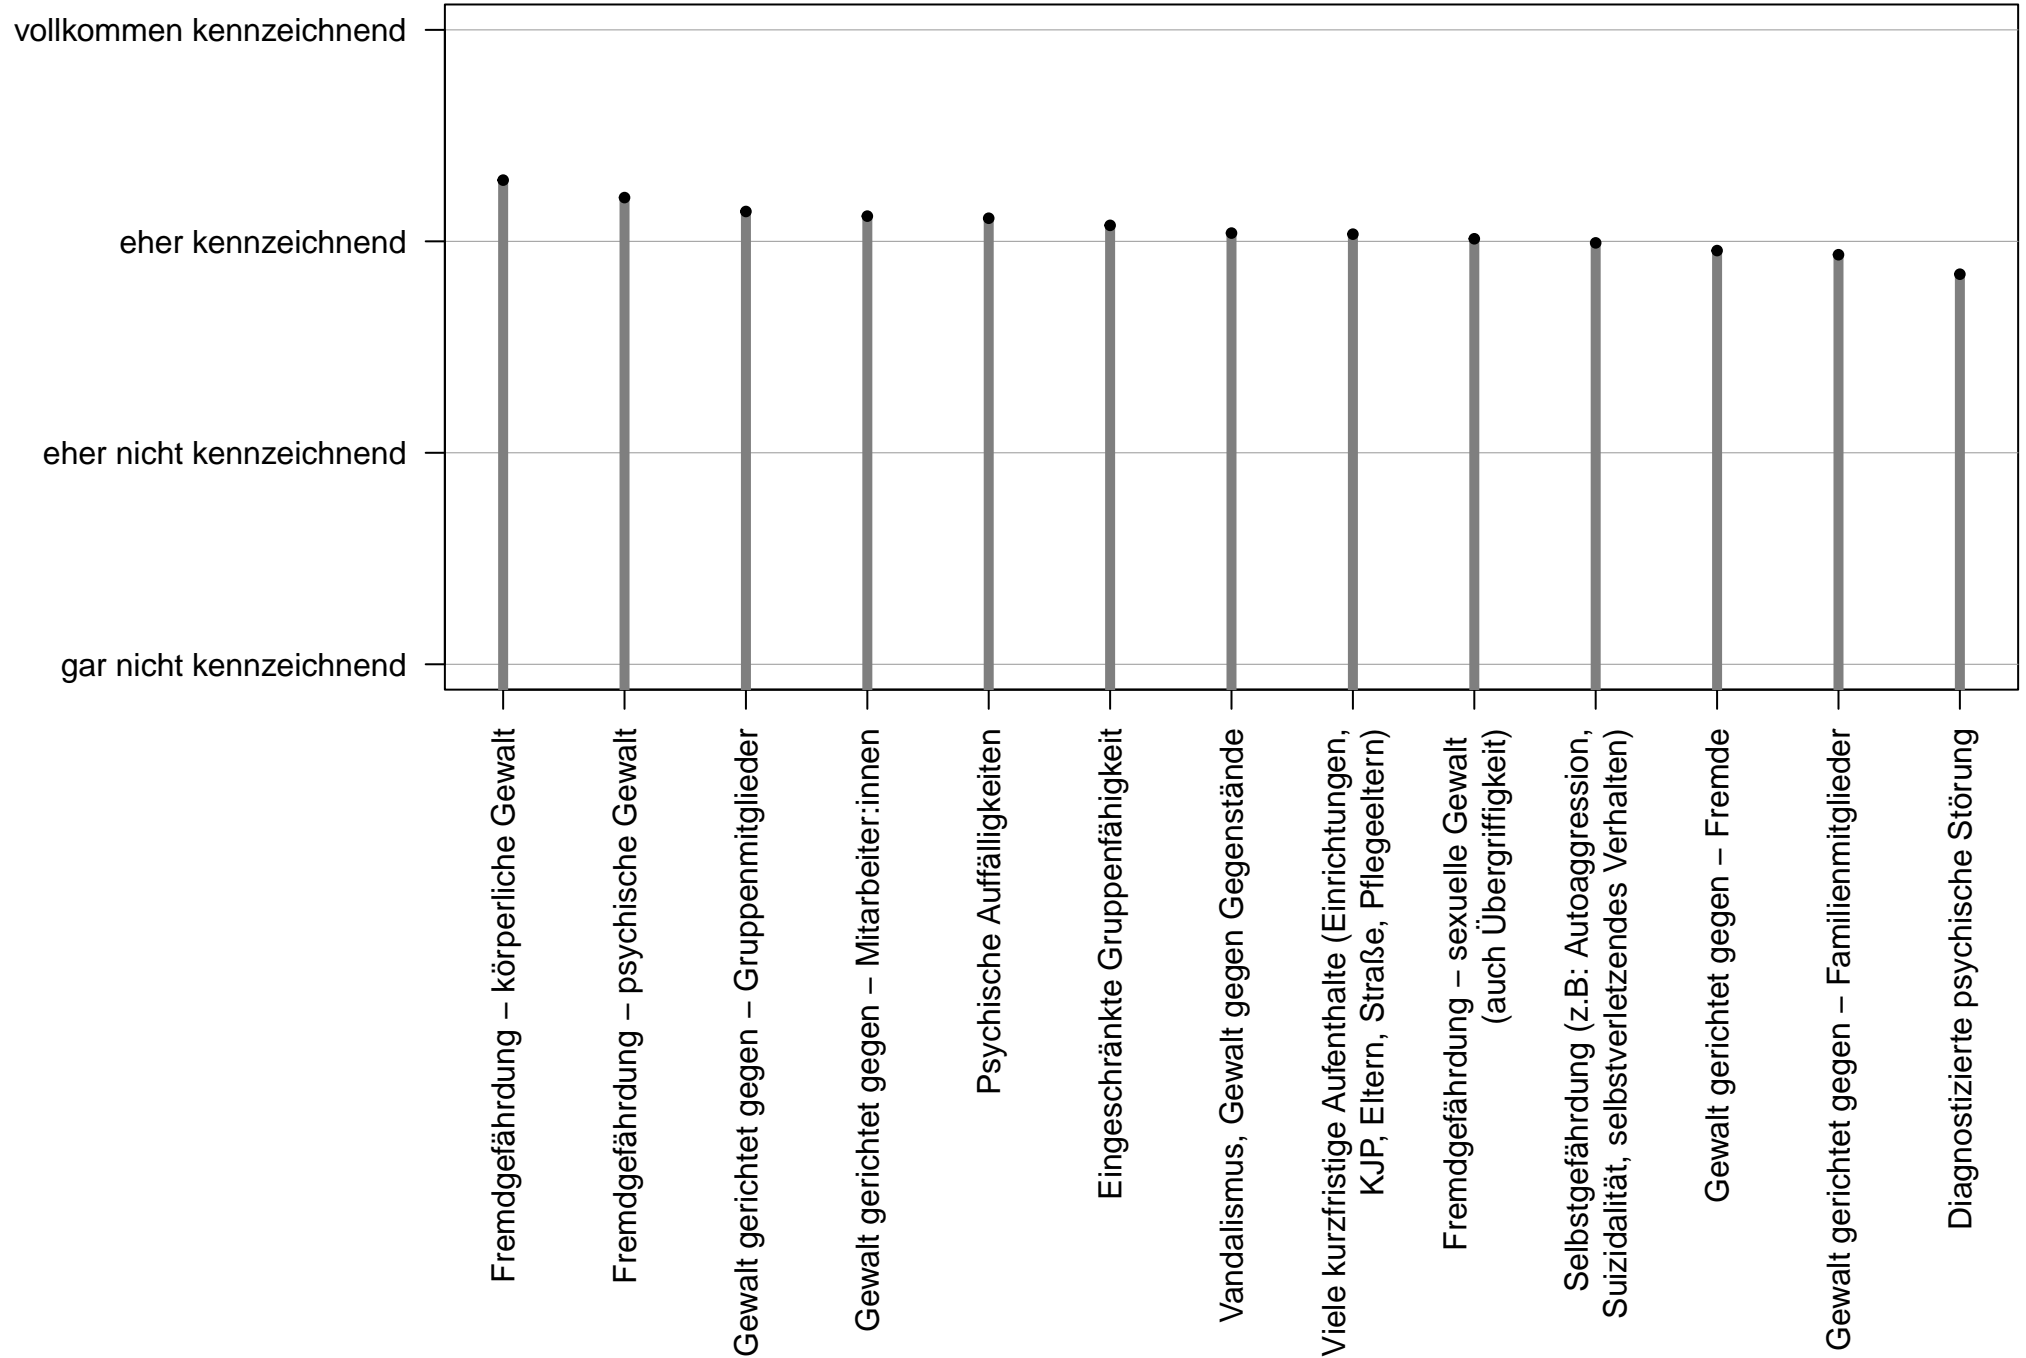 vollkommen kennzeichnend
eher kennzeichnend
eher nicht kennzeichnend
gar nicht kennzeichnend
Fremdgefährdung – körperliche Gewalt
Fremdgefährdung – psychische Gewalt
Gewalt gerichtet gegen – Gruppenmitglieder
Gewalt gerichtet gegen – Mitarbeiter:innen
Psychische Auffälligkeiten
Eingeschränkte Gruppenfähigkeit
Vandalismus, Gewalt gegen Gegenstände
Viele kurzfristige Aufenthalte (Einrichtungen,
KJP, Eltern, Straße, Pflegeeltern)
Fremdgefährdung – sexuelle Gewalt
(auch Übergriffigkeit)
Selbstgefährdung (z.B: Autoaggression,
Suizidalität, selbstverletzendes Verhalten)
Gewalt gerichtet gegen – Fremde
Gewalt gerichtet gegen – Familienmitglieder
Diagnostizierte psychische Störung